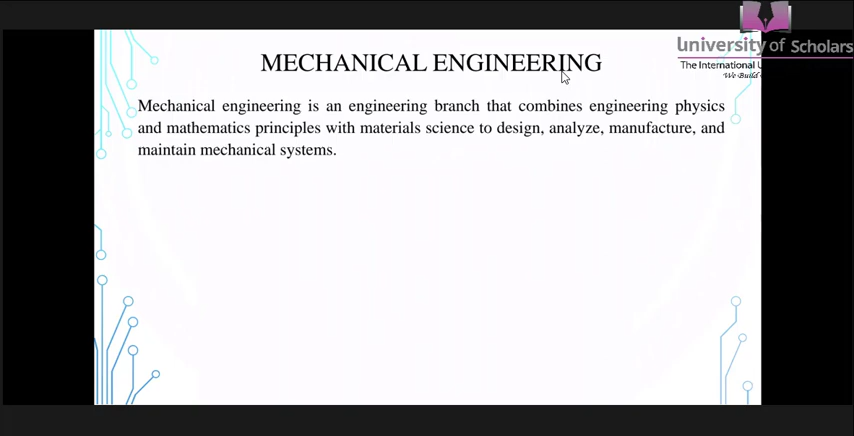 University of Scholars
The International U
We Build
MECHANICAL ENGINEERING
Mechanical engineering is an engineering branch that combines engineering physics
and mathematics principles with materials science to design, analyze, manufacture, and
maintain mechanical systems.